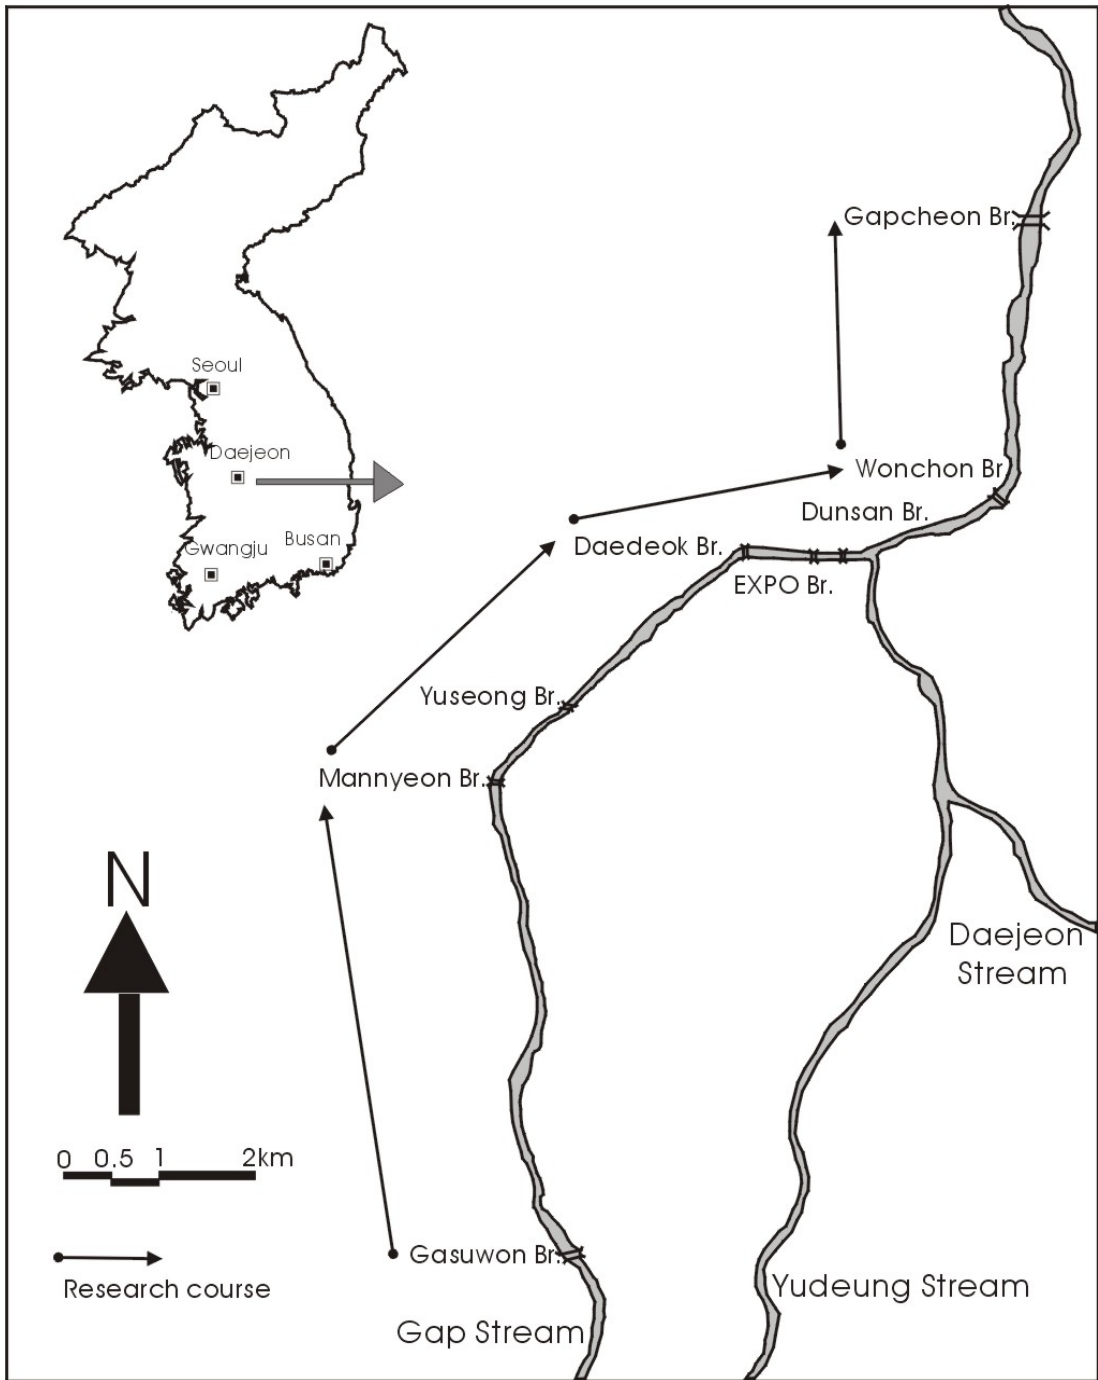 Gapcheon Br.
Seoul
Daejeon
Wonchon Br
Dunsan Br.
Busan
Gwangju
Daedeok Br.
EXPO Br.
Yuseong Br.
Mannyeon Br.
N
Daejeon
Stream
0 0.5 1 2km
Gasuwon Br.
Research course
Yudeung Stream
Gap Stream